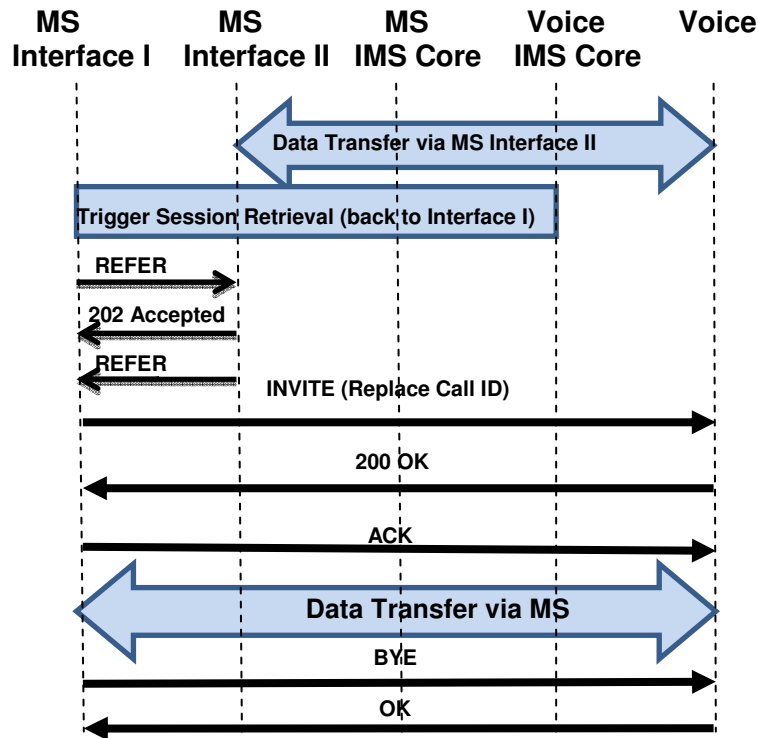 MS Interface I
MS Interface II
MS IMS Core
Voice IMS Core
Voice
Data Transfer via MS Interface II
Trigger Session Retrieval (back to Interface I)
REFER
202 Accepted
REFER
INVITE (Replace Call ID)
200 OK
ACK
Data Transfer via MS
BYE
OK